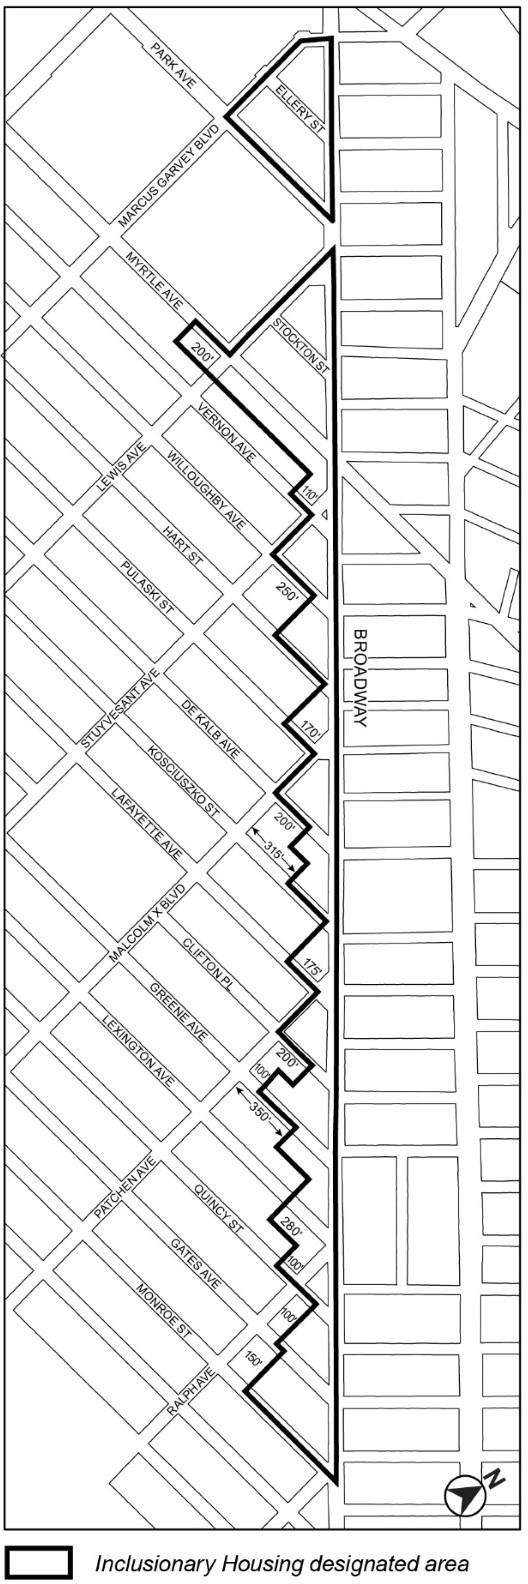 PARK AVE
ELLERY ST
MARCUS GARVEY BLVD
MYRTLE AVE
STOCKTON ST
200'
VERNON AVE
LEWIS AVE
WILLOUGHBY AVE
110'
HART ST
PULASKI ST
250'
BROADWAY
STUYVESANT AVE
DE KALB AVE
170'
KOSCIUSZKO ST
LAFAYETTE AVE
200'
315'
MALCOLM X BLVD
CLIFTON PL
175'
GREENE AVE
LEXINGTON AVE
200'
100'
350'
PATCHEN AVE
QUINCY ST
280'
GATES AVE
100'
MONROE ST
100'
150'
RALPH AVE
N
Inclusionary Housing designated area